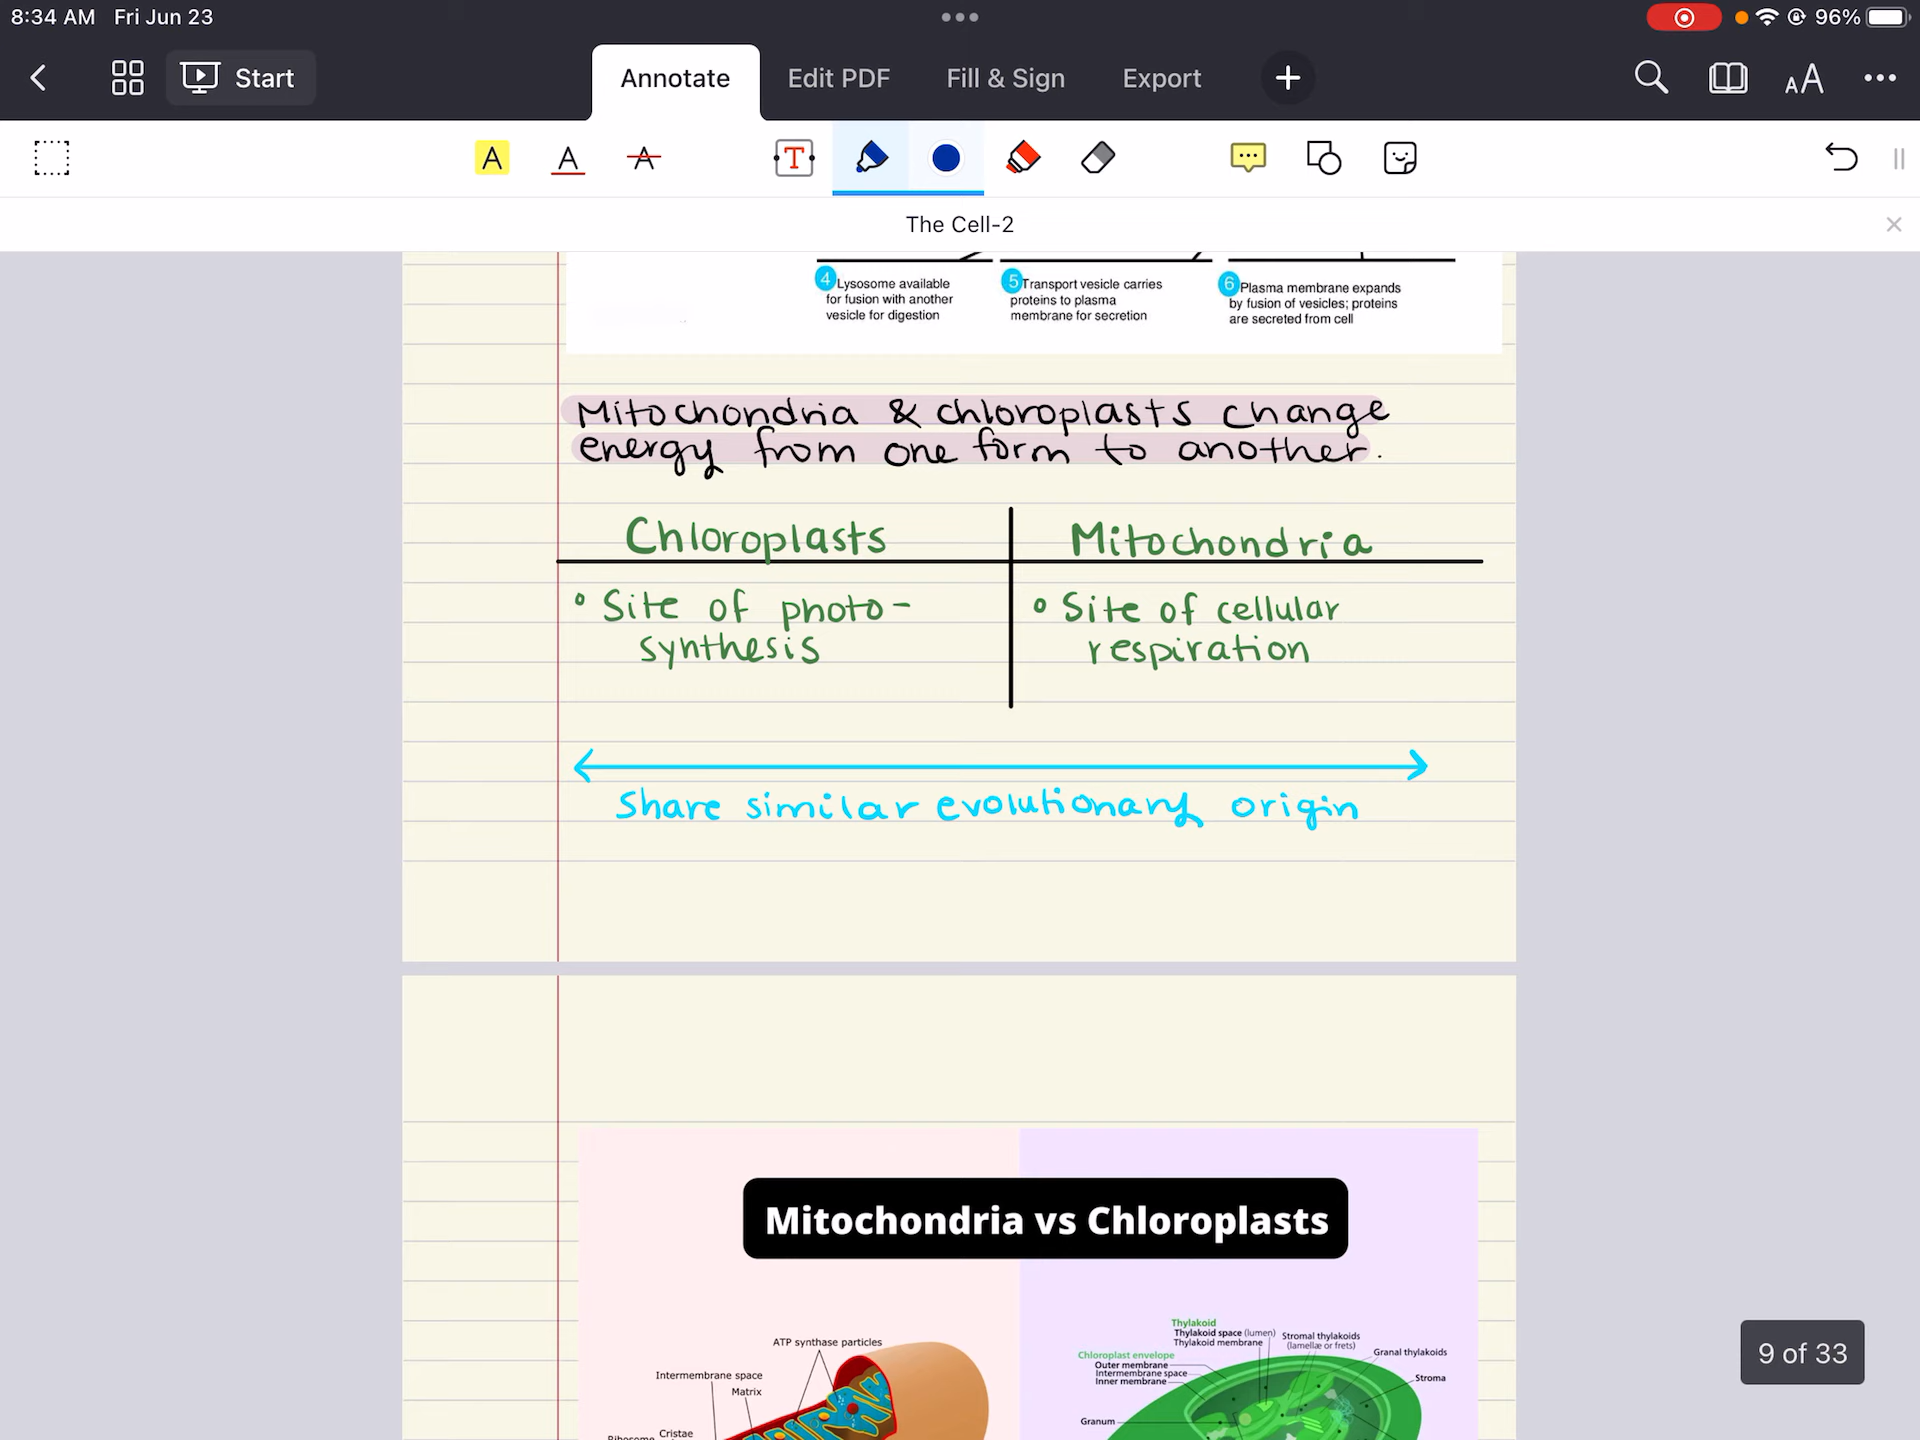 8:34 AM Fri Jun 23
96%
Start
Annotate
Edit PDF
Fill & Sign
Export
The Cell-2
4 Lysosome available
for fusion with another
vesicle for digestion
5 Transport vesicle carries
proteins to plasma
membrane for secretion
6 Plasma membrane expands
by fusion of vesicles; proteins
are secreted from cell
Mitochondria & chloroplasts change
energy from one form to another.
Chloroplasts
Mitochondria
• Site of photo-
synthesis
• Site of cellular
respiration
Share similar evolutionary origin
Mitochondria vs Chloroplasts
ATP synthase particles
Intermembrane space
Matrix
Cristae
Ribosome
Thylakoid
Thylakoid space (lumen)
Thylakoid membrane
Stromal thylakoids
(lamellæ or frets)
Granal thylakoids
Stroma
Chloroplast envelope
Outer membrane
Intermembrane space
Inner membrane
Granum
9 of 33